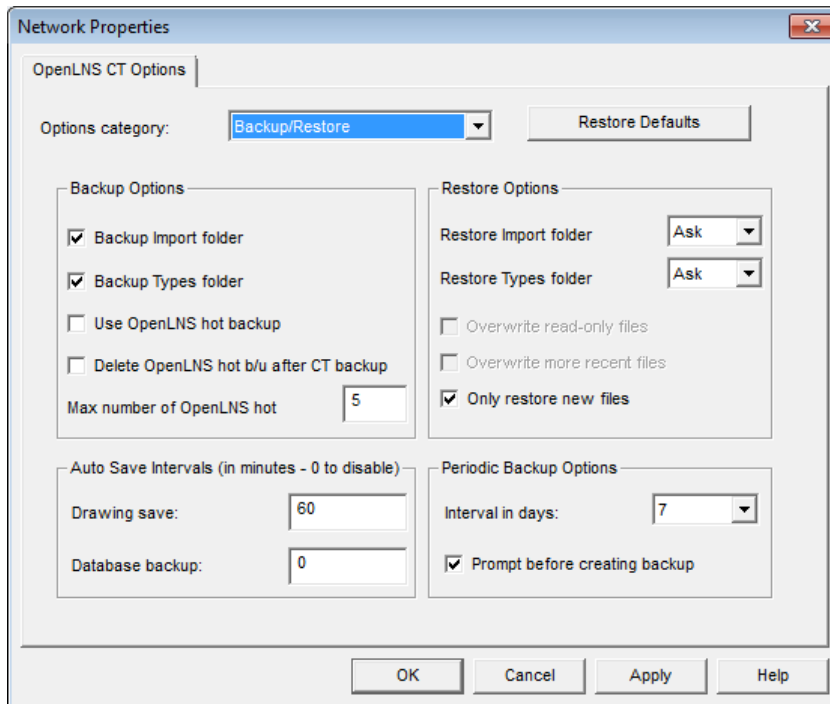 Network Properties
OpenLNS CT Options
Options category:
Backup/Restore
Restore Defaults
Backup Options
Backup Import folder
Backup Types folder
Use OpenLNS hot backup
Delete OpenLNS hot b/u after CT backup
Max number of OpenLNS hot
5
Restore Options
Restore Import folder
Ask
Restore Types folder
Ask
Overwrite read-only files
Overwrite more recent files
Only restore new files
Auto Save Intervals (in minutes - 0 to disable)
Drawing save:
60
Database backup:
0
Periodic Backup Options
Interval in days:
7
Prompt before creating backup
OK
Cancel
Apply
Help